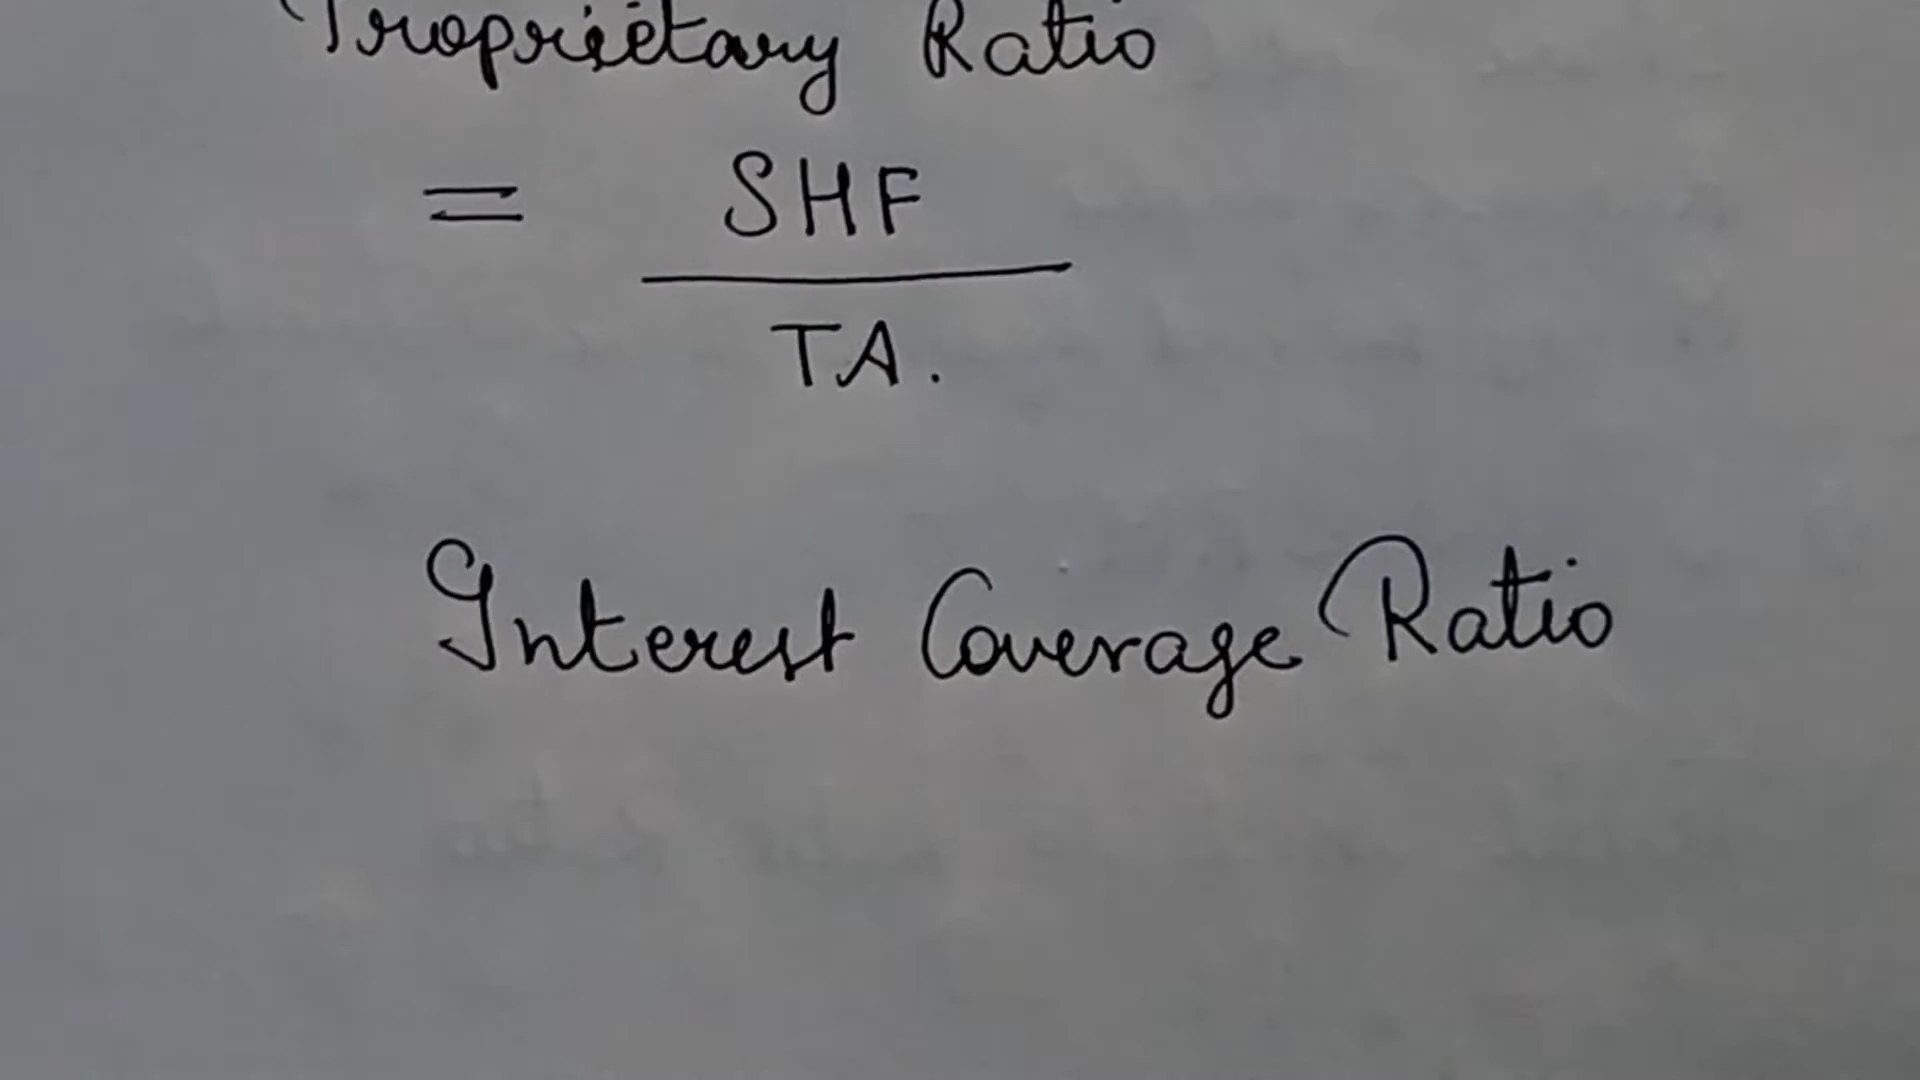 Proprietary Ratio
= SHF
TA.
Interest Coverage Ratio